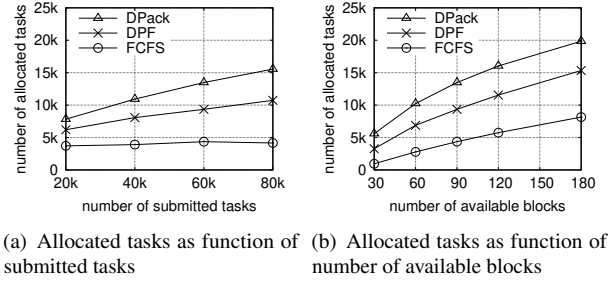 number of allocated tasks
25k
20k
15k
10k
5k
0
DPack
DPF
FCFS
20k 40k 60k 80k
number of submitted tasks
number of allocated tasks
25k
20k
15k
10k
5k
0
DPack
DPF
FCFS
30 60 90 120 150 180
number of available blocks
(a) Allocated tasks as function of
submitted tasks
(b) Allocated tasks as function of
number of available blocks